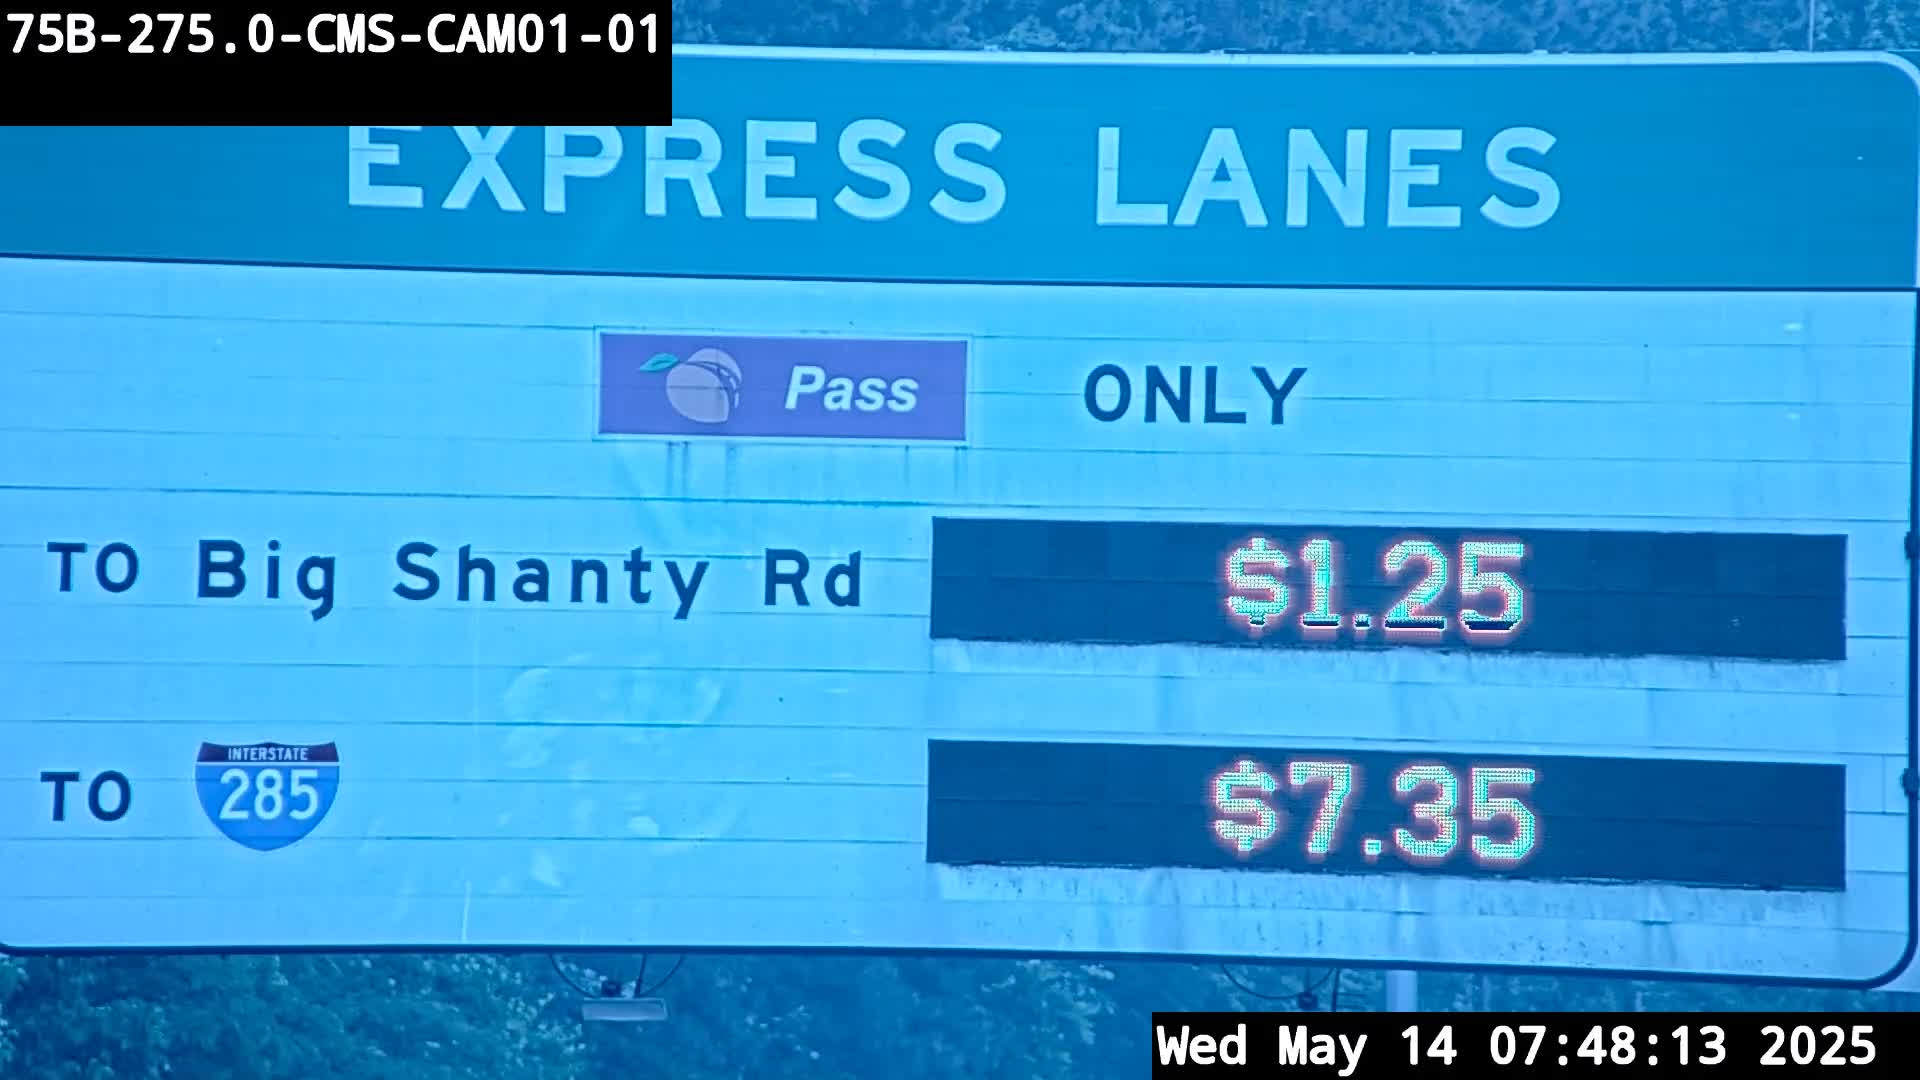 75B-275.0-CMS-CAM01-01
EXPRESS LANES
Pass ONLY
TO Big Shanty Rd $1.25
INTERSTATE
TO 285 $7.35
Wed May 14 07:48:13 2025